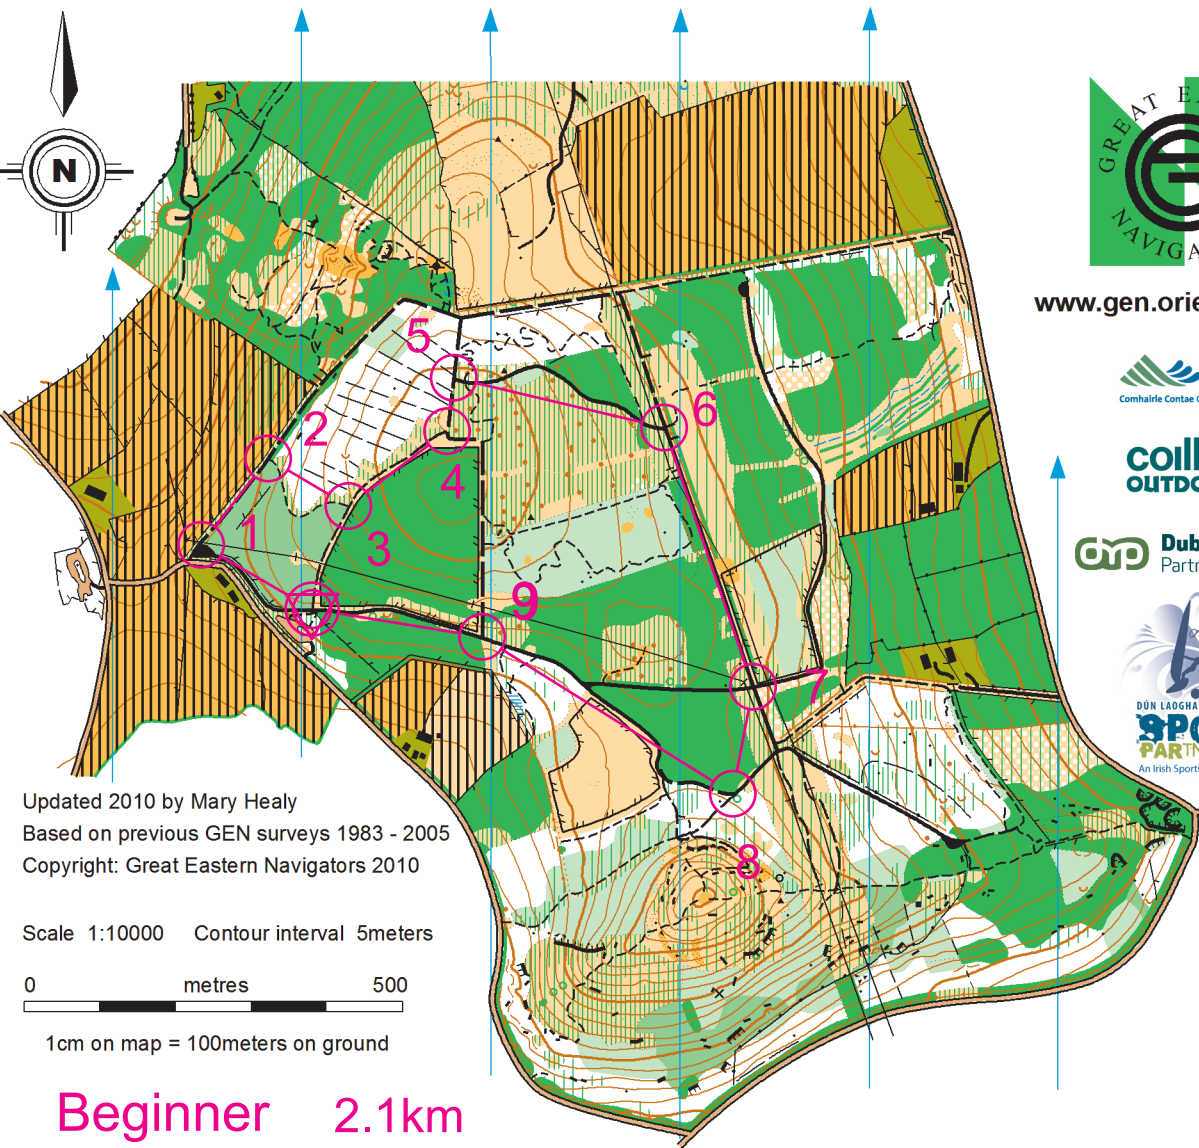 N
GREAT
NAVIG
www.gen.orie
Comhairle Contae
COIll
OUTDO
Dub
Part
DÚN LAOGHA
SPO
PARTN
An Irish Sports
5
6
2
1
4
3
9
7
8
Updated 2010 by Mary Healy
Based on previous GEN surveys 1983 - 2005
Copyright: Great Eastern Navigators 2010
Scale 1:10000 Contour interval 5meters
0 metres 500
1cm on map = 100meters on ground
Beginner 2.1km